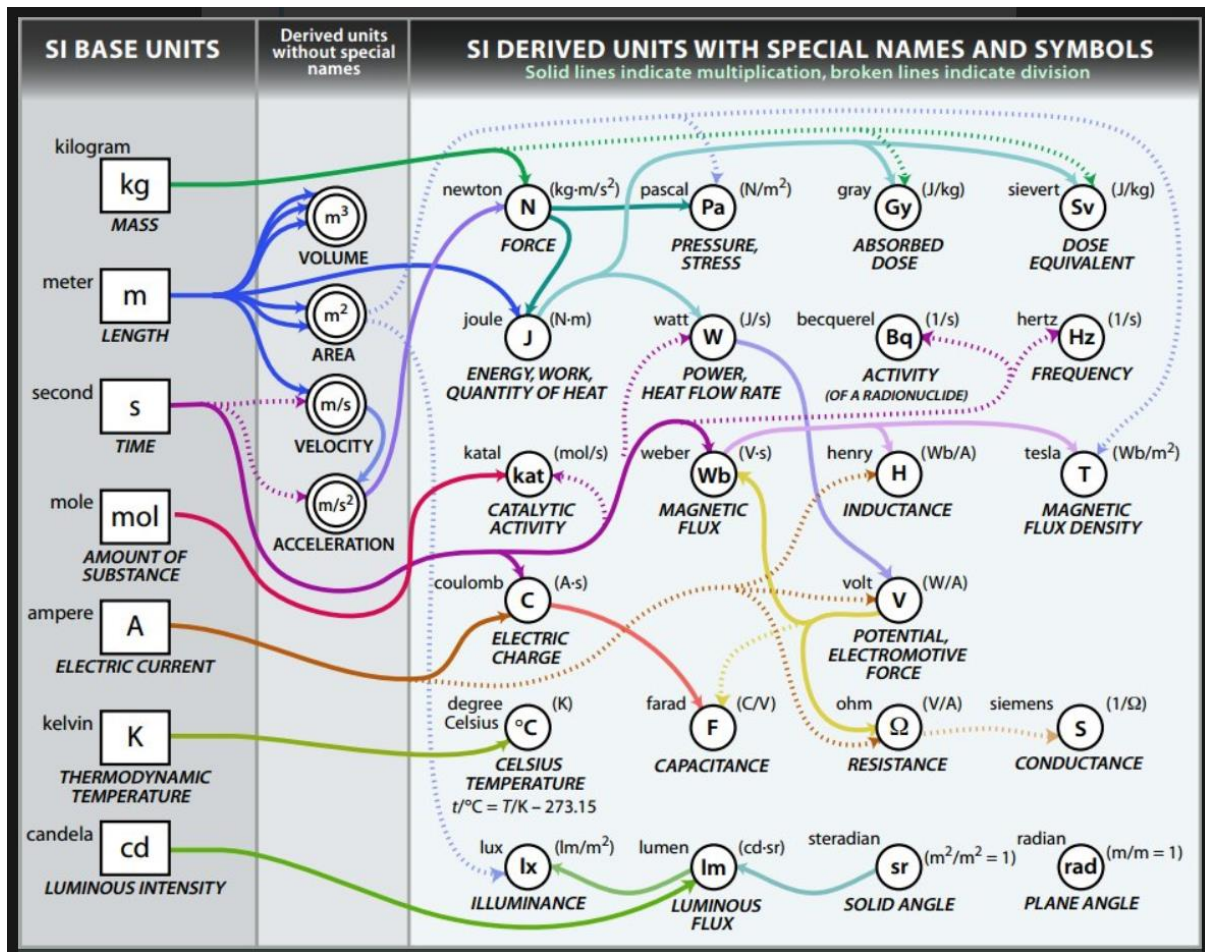 SI BASE UNITS
Derived units
without special
names
SI DERIVED UNITS WITH SPECIAL NAMES AND SYMBOLS
Solid lines indicate multiplication, broken lines indicate division
kilogram
kg
MASS
meter
m
LENGTH
second
s
TIME
mole
mol
AMOUNT OF
SUBSTANCE
ampere
A
ELECTRIC CURRENT
kelvin
K
THERMODYNAMIC
TEMPERATURE
candela
cd
LUMINOUS INTENSITY
m³
VOLUME
m²
AREA
m/s
VELOCITY
m/s²
ACCELERATION
newton
N
(kg·m/s²)
FORCE
pascal
Pa
(N/m²)
PRESSURE,
STRESS
gray
Gy
(J/kg)
ABSORBED
DOSE
sievert
Sv
(J/kg)
DOSE
EQUIVALENT
joule
J
(N·m)
ENERGY, WORK,
QUANTITY OF HEAT
watt
W
(J/s)
POWER,
HEAT FLOW RATE
becquerel
Bq
(1/s)
ACTIVITY
(OF A RADIONUCLIDE)
hertz
Hz
(1/s)
FREQUENCY
katal
kat
(mol/s)
CATALYTIC
ACTIVITY
weber
Wb
(V·s)
MAGNETIC
FLUX
henry
H
(Wb/A)
INDUCTANCE
tesla
T
(Wb/m²)
MAGNETIC
FLUX DENSITY
coulomb
C
(A·s)
ELECTRIC
CHARGE
volt
V
(W/A)
POTENTIAL,
ELECTROMOTIVE
FORCE
degree
Celsius
°C
(K)
CELSIUS
TEMPERATURE
t/°C = T/K – 273.15
farad
F
(C/V)
CAPACITANCE
ohm
Ω
(V/A)
RESISTANCE
siemens
S
(1/Ω)
CONDUCTANCE
lux
lx
(lm/m²)
ILLUMINANCE
lumen
lm
(cd·sr)
LUMINOUS
FLUX
steradian
sr
(m²/m² = 1)
SOLID ANGLE
radian
rad
(m/m = 1)
PLANE ANGLE